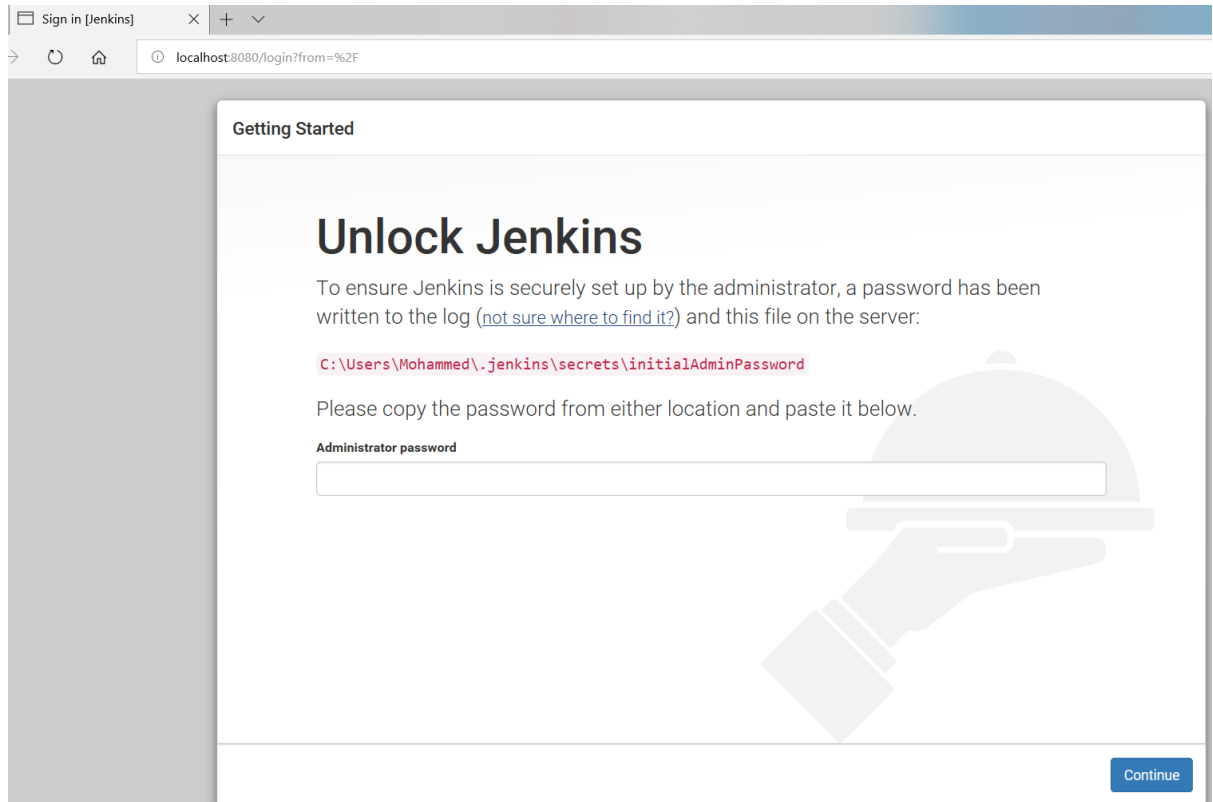 Sign in [Jenkins]
localhost:8080/login?from=%2F
Getting Started
Unlock Jenkins
To ensure Jenkins is securely set up by the administrator, a password has been
written to the log (not sure where to find it?) and this file on the server:
C:\Users\Mohammed\.jenkins\secrets\initialAdminPassword
Please copy the password from either location and paste it below.
Administrator password
Continue